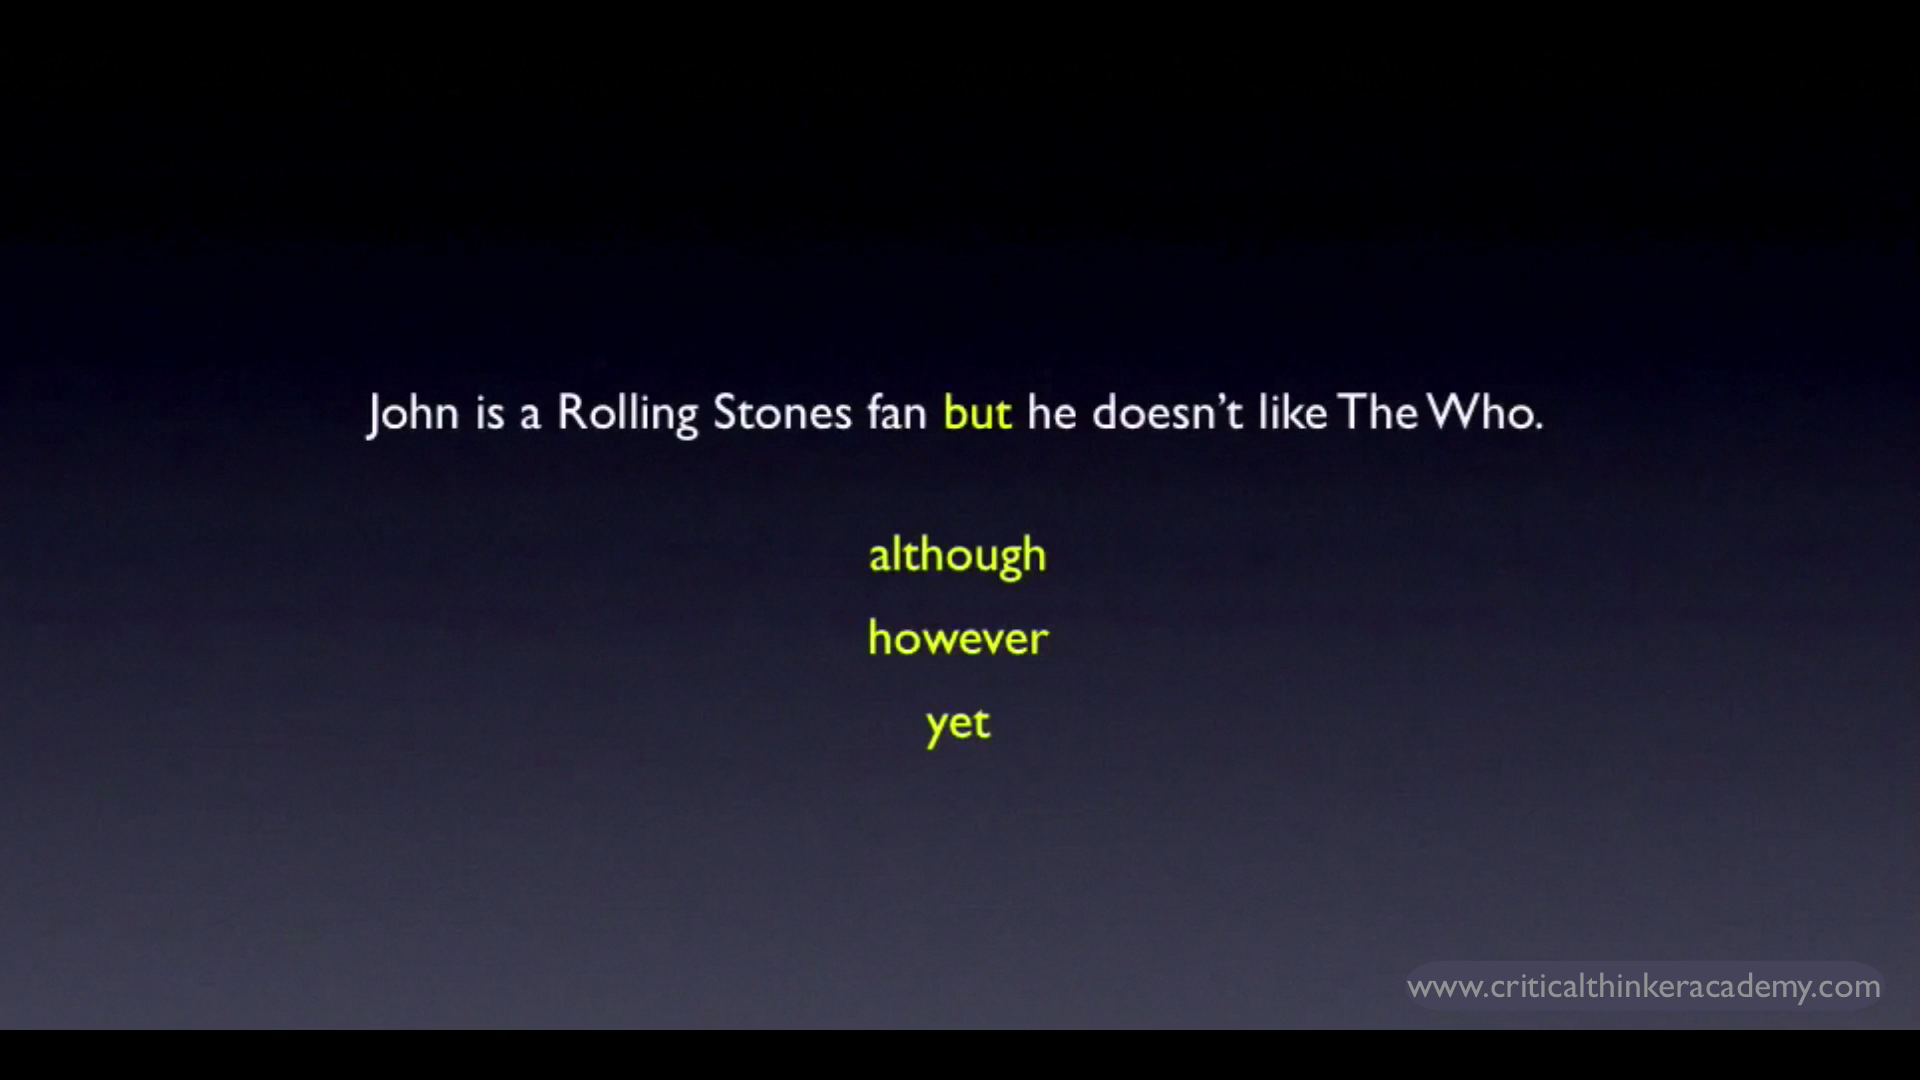 John is a Rolling Stones fan but he doesn’t like The Who.
although
however
yet
www.criticalthinkeracademy.com